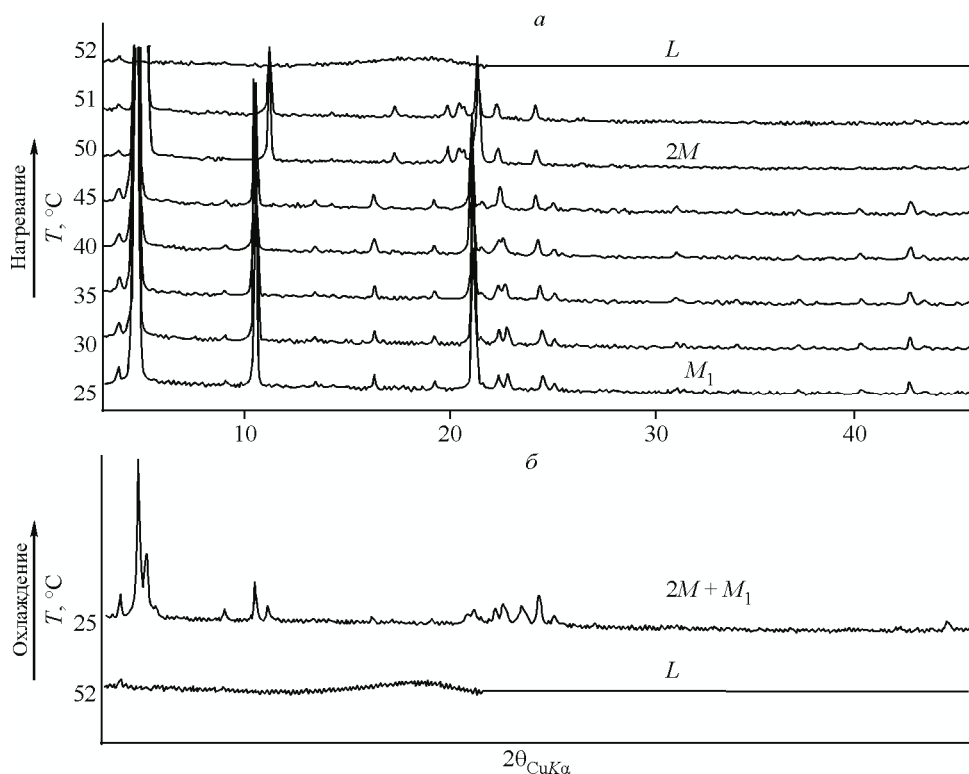 а
52
L
51
50
2M
45
40
35
30
25
M₁
Нагревание
T, °C
10
20
30
40
б
25
2M + M₁
52
L
Охлаждение
T, °C
2θCuKα